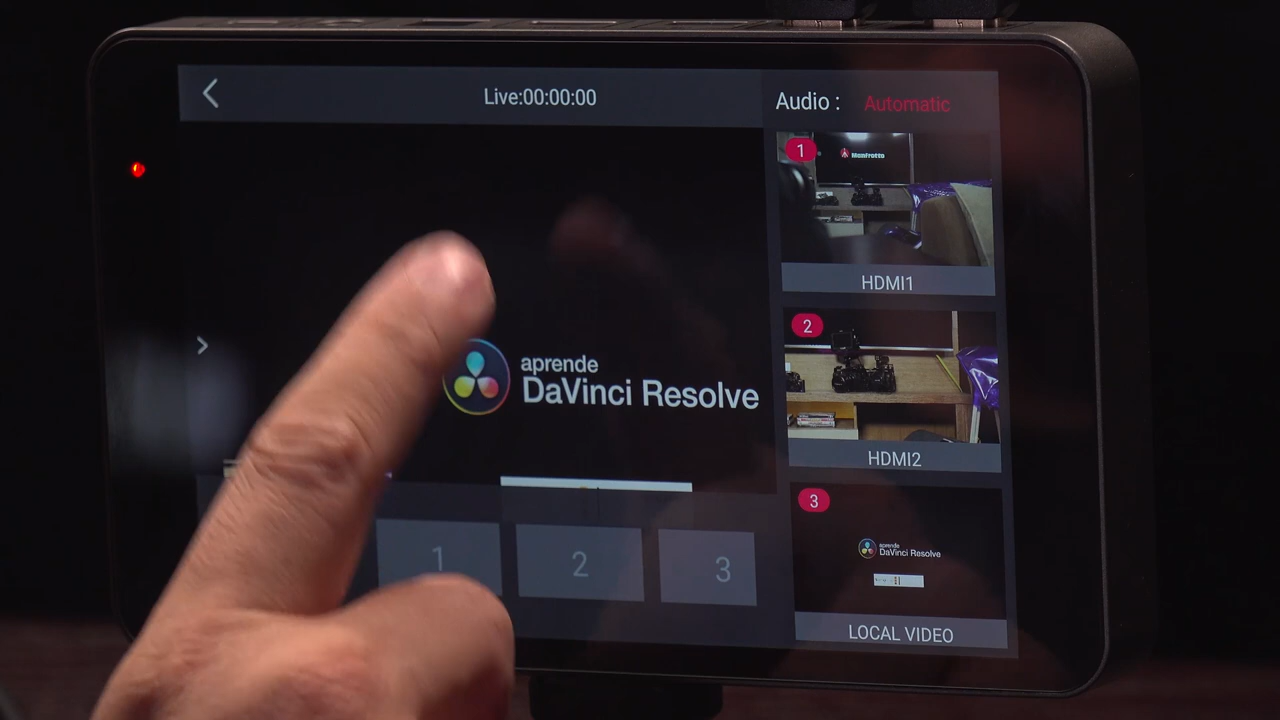 Live:00:00:00
Audio : Automatic
1
Manfrotto
HDMI1
2
HDMI2
aprende
DaVinci Resolve
3
aprende
DaVinci Resolve
LOCAL VIDEO
1
2
3